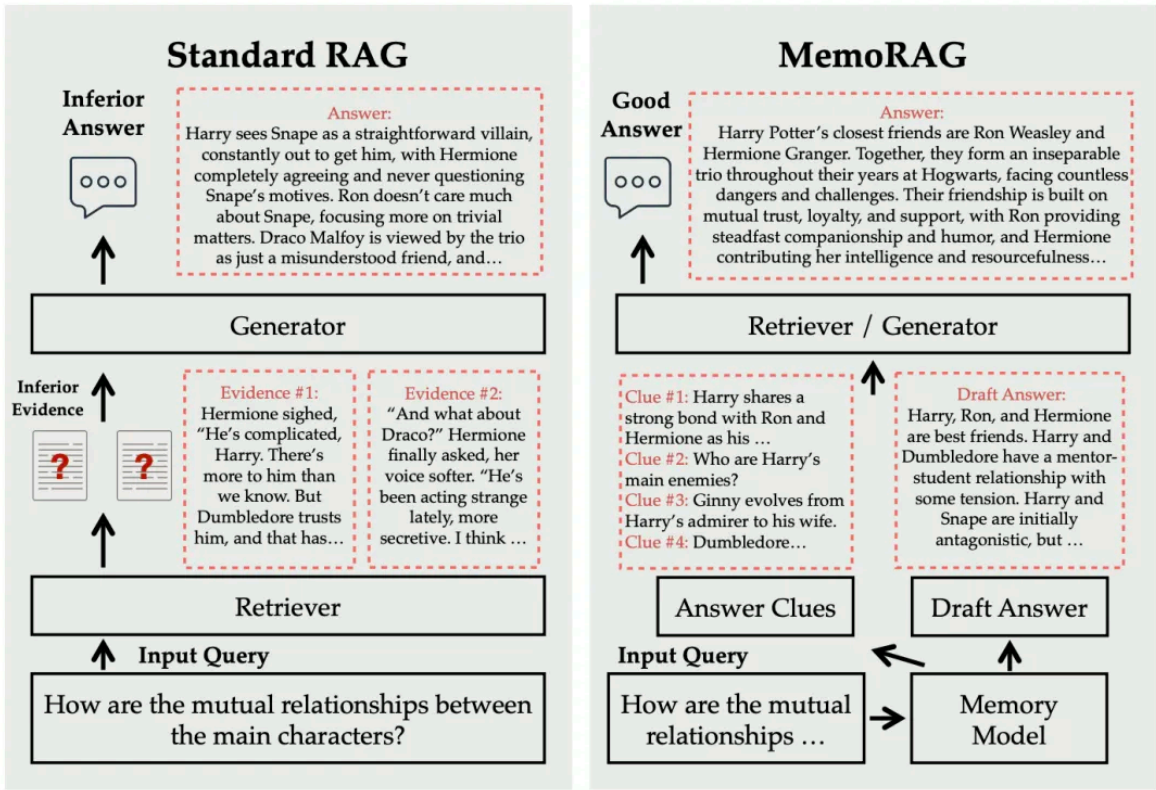 Standard RAG
Inferior
Answer
Answer:
Harry sees Snape as a straightforward villain,
constantly out to get him, with Hermione
completely agreeing and never questioning
Snape's motives. Ron doesn't care much
about Snape, focusing more on trivial
matters. Draco Malfoy is viewed by the trio
as just a misunderstood friend, and…
Generator
Inferior
Evidence
?
?
Evidence #1:
Hermione sighed,
“He's complicated,
Harry. There's
more to him than
we know. But
Dumbledore trusts
him, and that has…
Evidence #2:
“And what about
Draco?” Hermione
finally asked, her
voice softer. “He's
been acting strange
lately, more
secretive. I think …
Retriever
Input Query
How are the mutual relationships between
the main characters?
MemoRAG
Good
Answer
Answer:
Harry Potter's closest friends are Ron Weasley and
Hermione Granger. Together, they form an inseparable
trio throughout their years at Hogwarts, facing countless
dangers and challenges. Their friendship is built on
mutual trust, loyalty, and support, with Ron providing
steadfast companionship and humor, and Hermione
contributing her intelligence and resourcefulness…
Retriever / Generator
Clue #1: Harry shares a
strong bond with Ron and
Hermione as his …
Clue #2: Who are Harry's
main enemies?
Clue #3: Ginny evolves from
Harry's admirer to his wife.
Clue #4: Dumbledore…
Draft Answer:
Harry, Ron, and Hermione
are best friends. Harry and
Dumbledore have a mentor-
student relationship with
some tension. Harry and
Snape are initially
antagonistic, but …
Answer Clues
Draft Answer
Input Query
How are the mutual
relationships …
Memory
Model